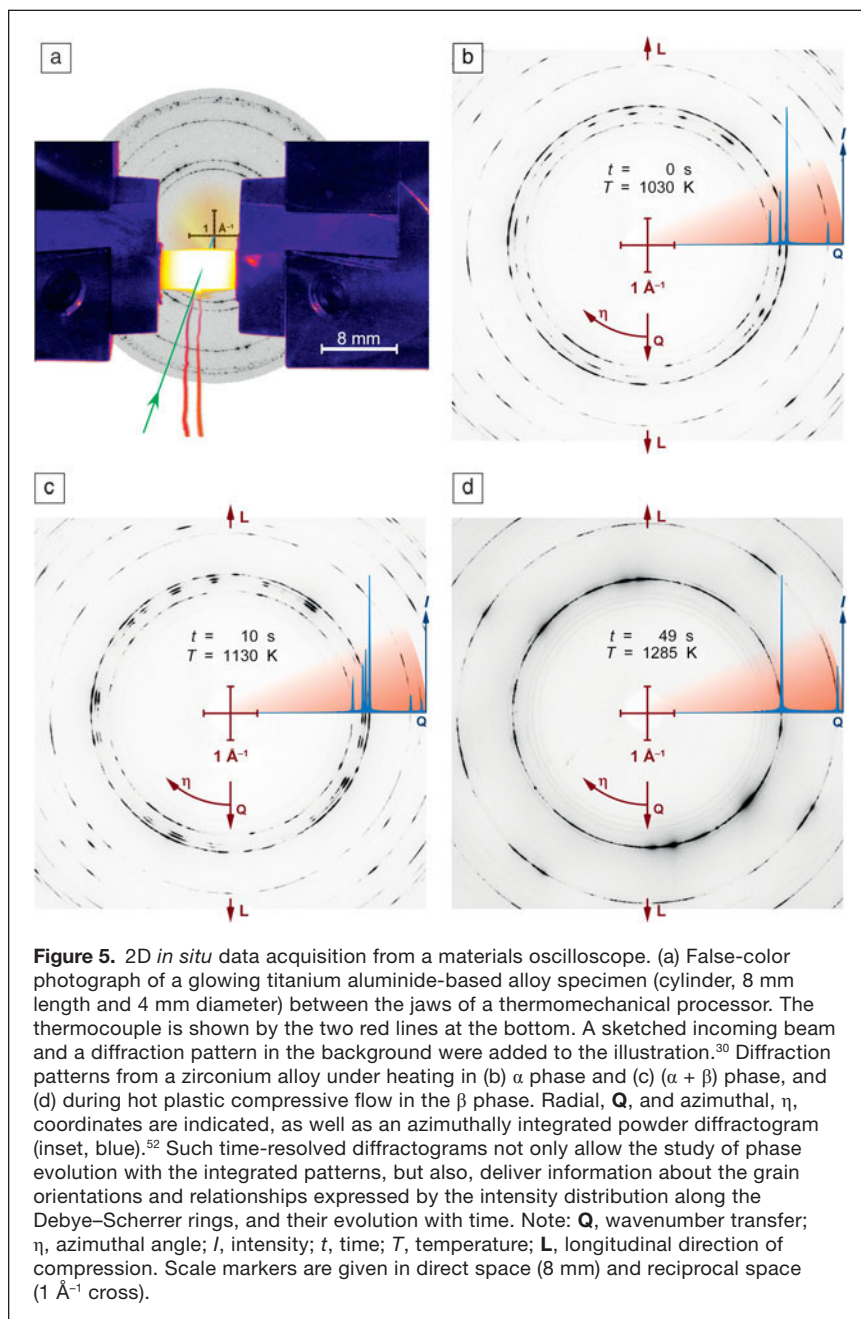 a
1 Å⁻¹
8 mm
b
L
I
t = 0 s
T = 1030 K
Q
1 Å⁻¹
η
Q
L
c
L
I
t = 10 s
T = 1130 K
Q
1 Å⁻¹
η
Q
L
d
L
I
t = 49 s
T = 1285 K
Q
1 Å⁻¹
η
Q
L
Figure 5. 2D in situ data acquisition from a materials oscilloscope. (a) False-color
photograph of a glowing titanium aluminide-based alloy specimen (cylinder, 8 mm
length and 4 mm diameter) between the jaws of a thermomechanical processor. The
thermocouple is shown by the two red lines at the bottom. A sketched incoming beam
and a diffraction pattern in the background were added to the illustration.³⁰ Diffraction
patterns from a zirconium alloy under heating in (b) α phase and (c) (α + β) phase, and
(d) during hot plastic compressive flow in the β phase. Radial, Q, and azimuthal, η,
coordinates are indicated, as well as an azimuthally integrated powder diffractogram
(inset, blue).⁵² Such time-resolved diffractograms not only allow the study of phase
evolution with the integrated patterns, but also, deliver information about the grain
orientations and relationships expressed by the intensity distribution along the
Debye–Scherrer rings, and their evolution with time. Note: Q, wavenumber transfer;
η, azimuthal angle; I, intensity; t, time; T, temperature; L, longitudinal direction of
compression. Scale markers are given in direct space (8 mm) and reciprocal space
(1 Å⁻¹ cross).